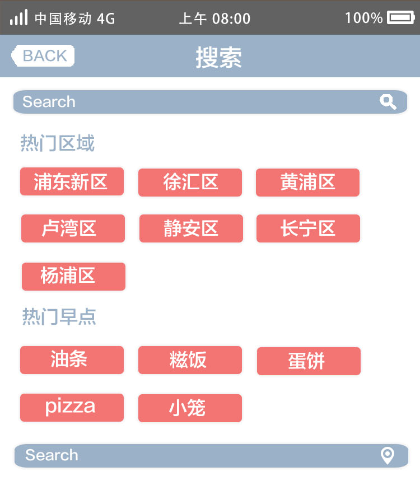 中国移动 4G 上午 08:00 100%
BACK 搜索
Search
热门区域
浦东新区 徐汇区 黄浦区
卢湾区 静安区 长宁区
杨浦区
热门早点
油条 糍饭 蛋饼
pizza 小笼
Search